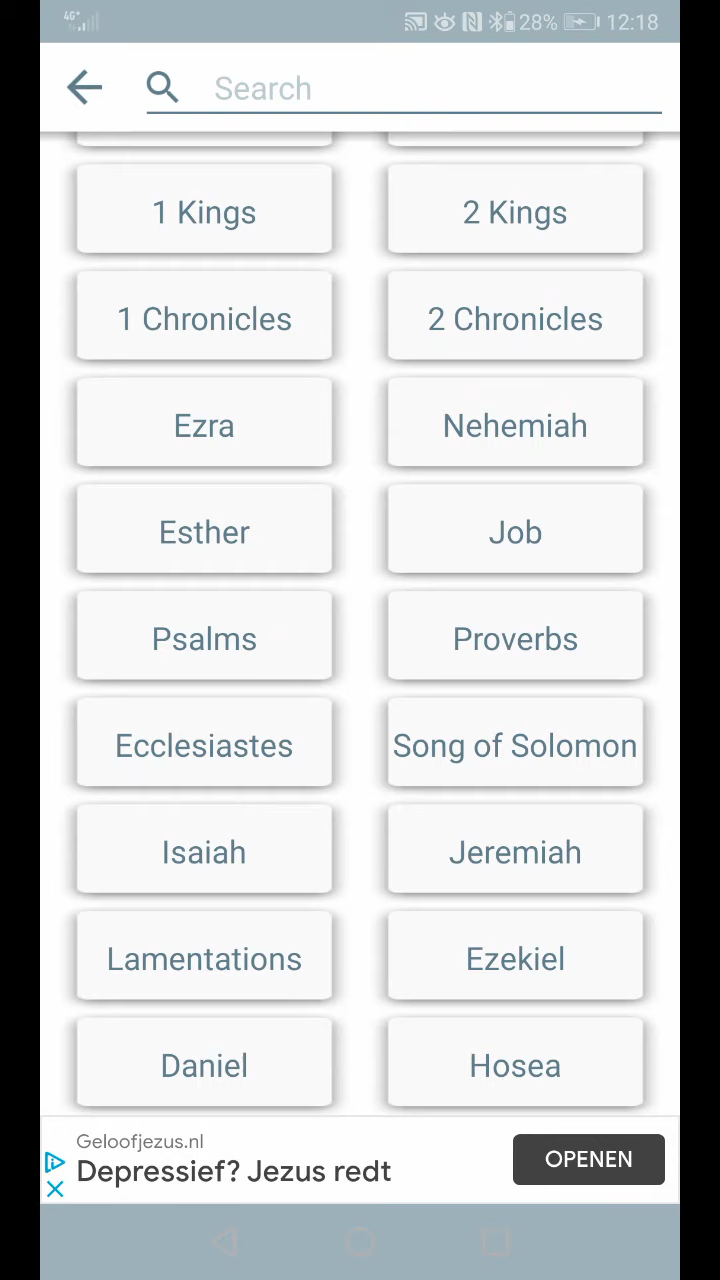 4G+ 28% 12:18
Search
1 Kings 2 Kings
1 Chronicles 2 Chronicles
Ezra Nehemiah
Esther Job
Psalms Proverbs
Ecclesiastes Song of Solomon
Isaiah Jeremiah
Lamentations Ezekiel
Daniel Hosea
Geloofjezus.nl
Depressief? Jezus redt OPENEN